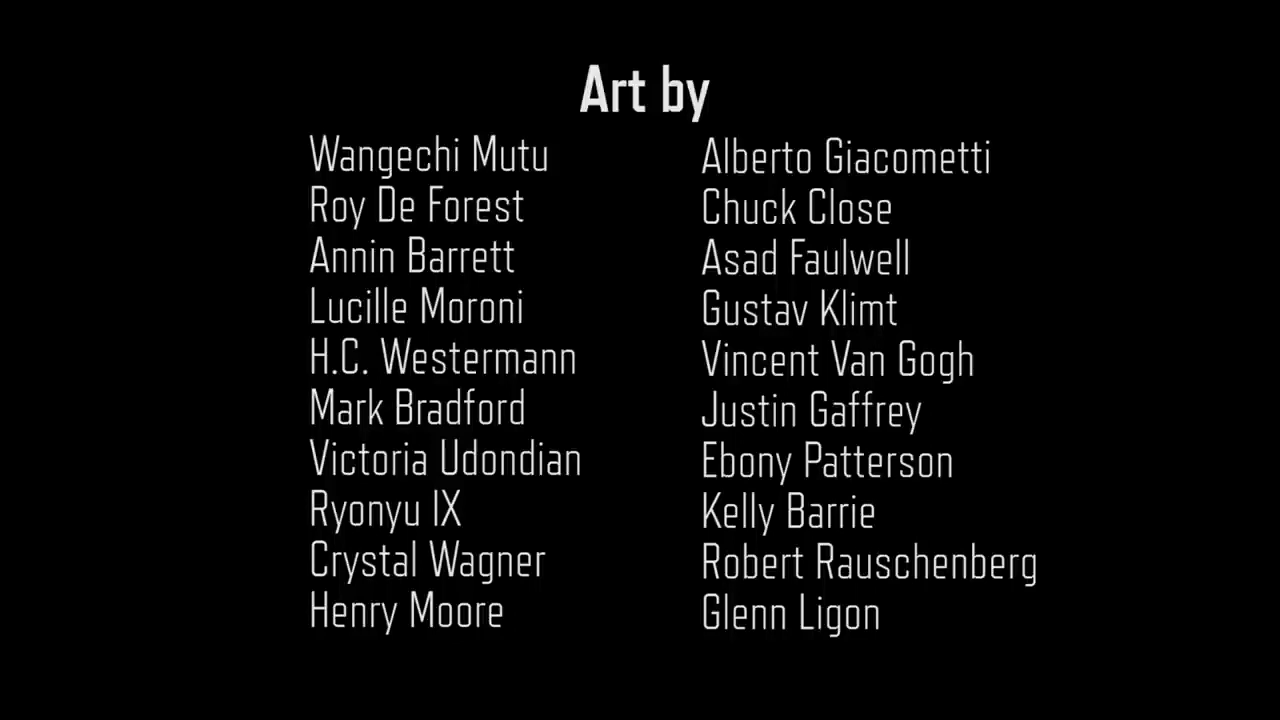 Art by
Wangechi Mutu
Roy De Forest
Annin Barrett
Lucille Moroni
H.C. Westermann
Mark Bradford
Victoria Udondian
Ryonyu IX
Crystal Wagner
Henry Moore
Alberto Giacometti
Chuck Close
Asad Faulwell
Gustav Klimt
Vincent Van Gogh
Justin Gaffrey
Ebony Patterson
Kelly Barrie
Robert Rauschenberg
Glenn Ligon